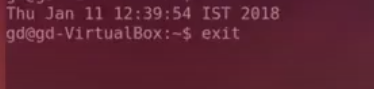 Thu Jan 11 12:39:54 IST 2018
gd@gd-VirtualBox:~$ exit